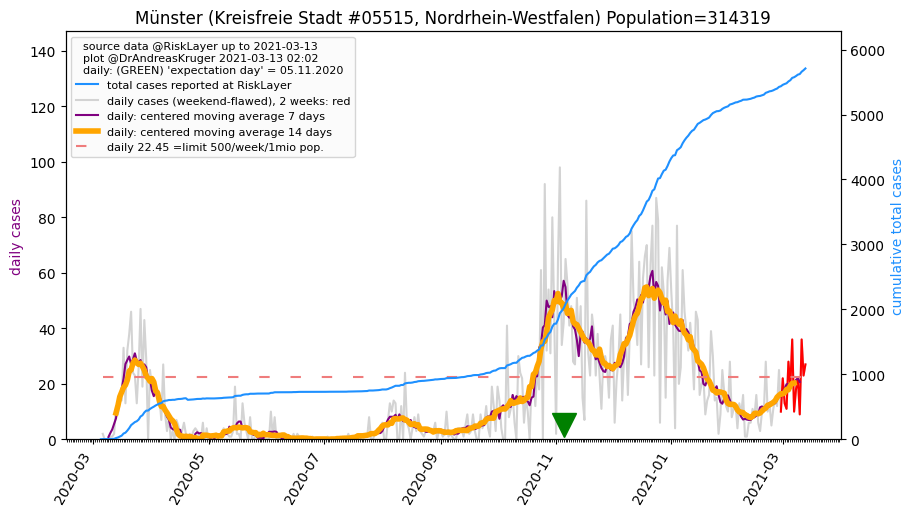 Münster (Kreisfreie Stadt #05515, Nordrhein-Westfalen) Population=314319
source data @RiskLayer up to 2021-03-13
plot @DrAndreasKruger 2021-03-13 02:02
daily: (GREEN) 'expectation day' = 05.11.2020
total cases reported at RiskLayer
daily cases (weekend-flawed), 2 weeks: red
daily: centered moving average 7 days
daily: centered moving average 14 days
daily 22.45 =limit 500/week/1mio pop.
daily cases
140
120
100
80
60
40
20
0
cumulative total cases
6000
5000
4000
3000
2000
1000
0
2020-03
2020-05
2020-07
2020-09
2020-11
2021-01
2021-03